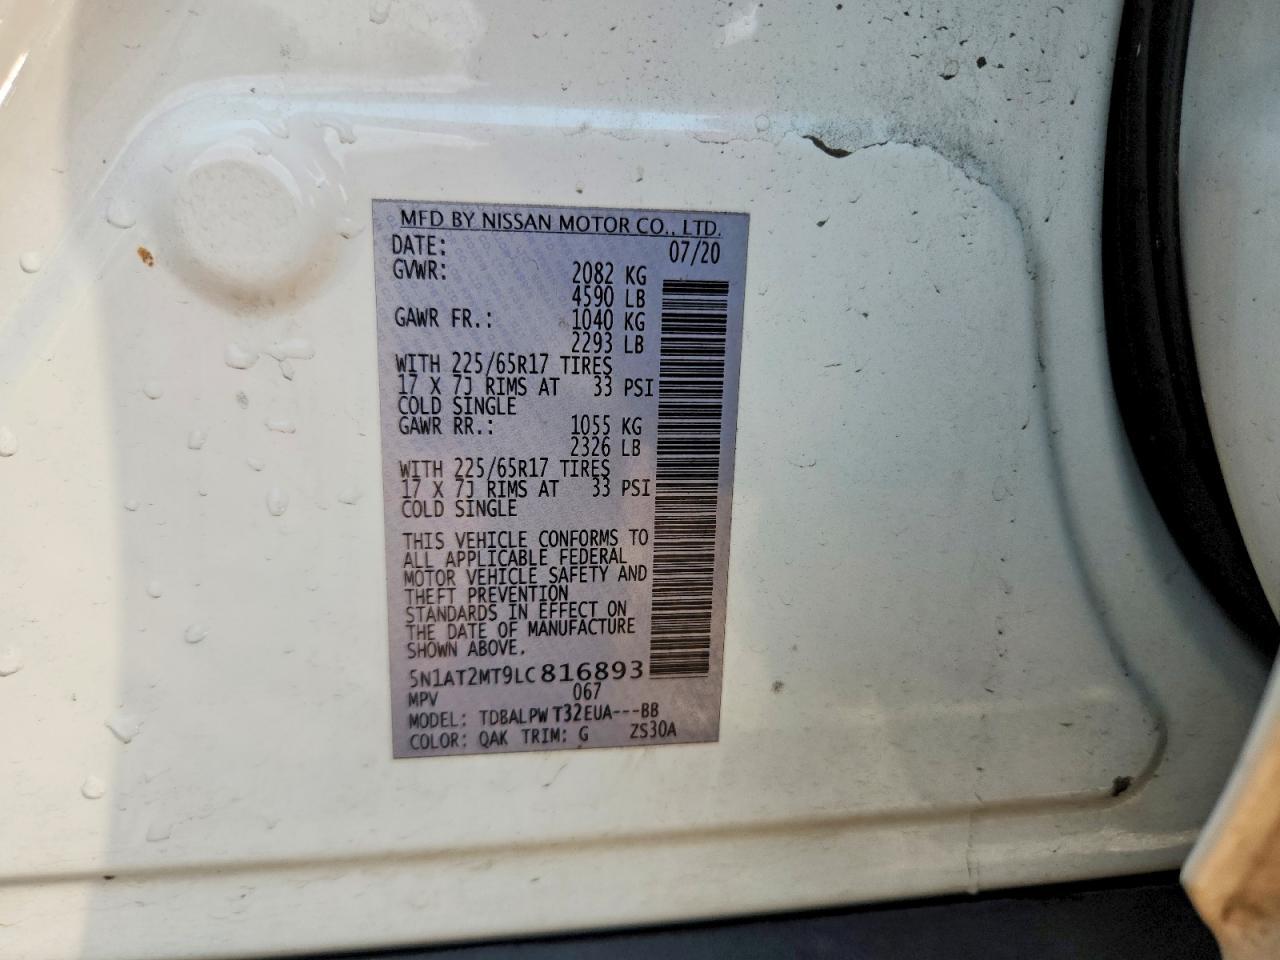 MFD BY NISSAN MOTOR CO., LTD.
DATE: 07/20
GVWR: 2082 KG
4590 LB
GAWR FR.: 1040 KG
2293 LB
WITH 225/65R17 TIRES
17 X 7J RIMS AT 33 PSI
COLD SINGLE
GAWR RR.: 1055 KG
2326 LB
WITH 225/65R17 TIRES
17 X 7J RIMS AT 33 PSI
COLD SINGLE
THIS VEHICLE CONFORMS TO
ALL APPLICABLE FEDERAL
MOTOR VEHICLE SAFETY AND
THEFT PREVENTION
STANDARDS IN EFFECT ON
THE DATE OF MANUFACTURE
SHOWN ABOVE.
5N1AT2MT9LC816893
MPV 067
MODEL: TDBALPW T32EUA---BB
COLOR: QAK TRIM: G ZS30A